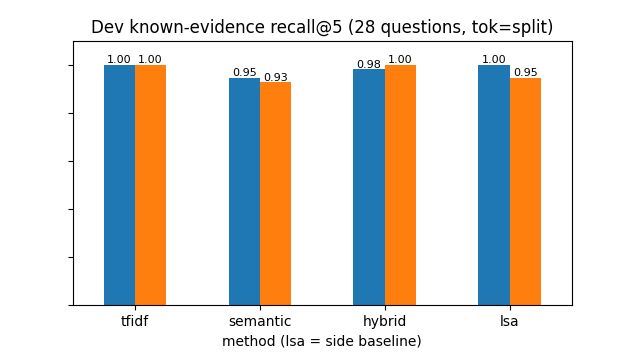 Dev known-evidence recall@5 (28 questions, tok=split)
1.00 1.00 0.95 0.93 0.98 1.00 1.00 0.95
tfidf semantic hybrid lsa
method (lsa = side baseline)